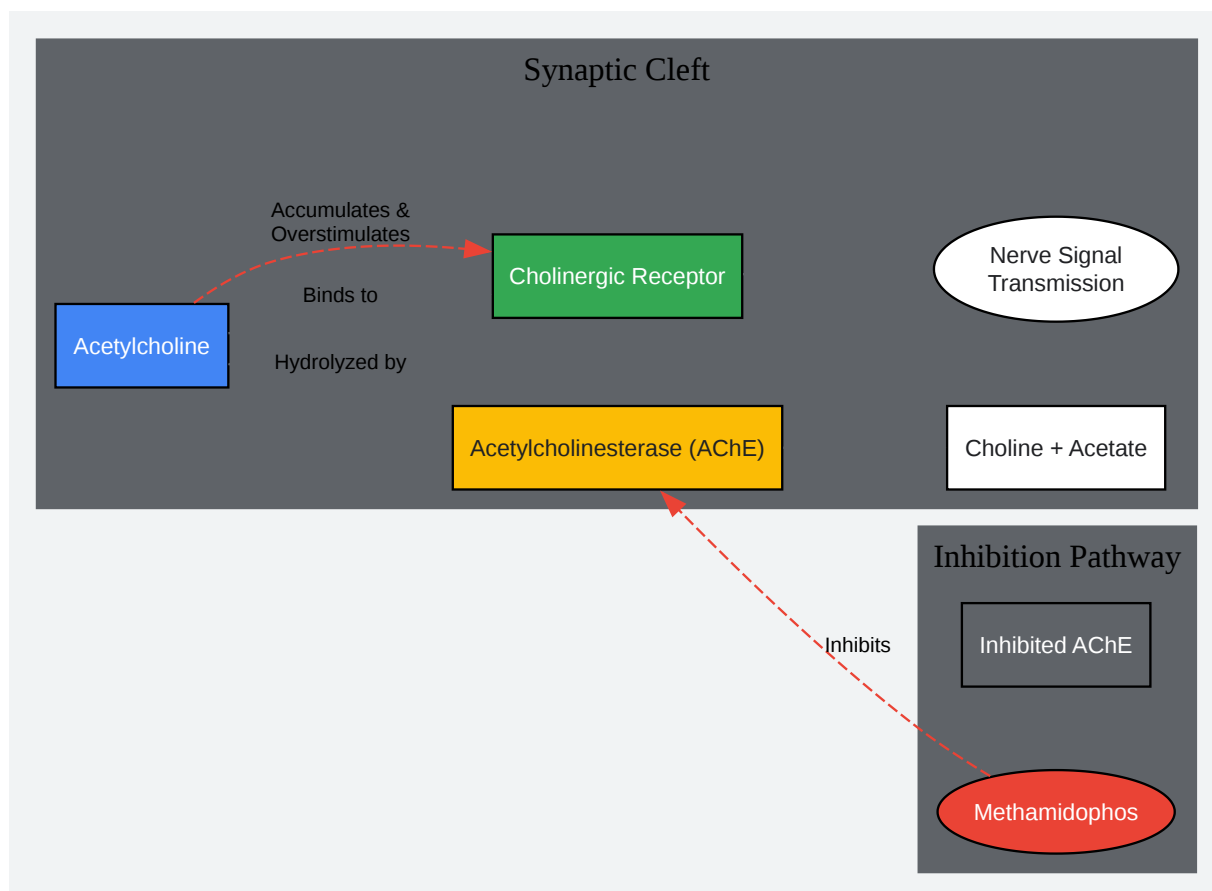 Synaptic Cleft
Accumulates &
Overstimulates
Binds to
Hydrolyzed by
Acetylcholine
Cholinergic Receptor
Nerve Signal
Transmission
Acetylcholinesterase (AChE)
Choline + Acetate
Inhibition Pathway
Inhibits
Inhibited AChE
Methamidophos